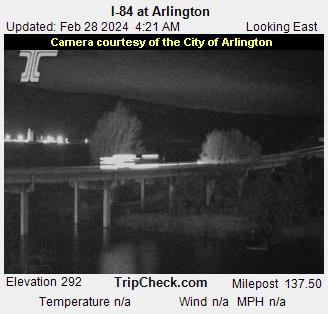 I-84 at Arlington
Updated: Feb 28 2024 4:21 AM Looking East
Camera courtesy of the City of Arlington
Elevation 292 TripCheck.com Milepost 137.50
Temperature n/a Wind n/a MPH n/a